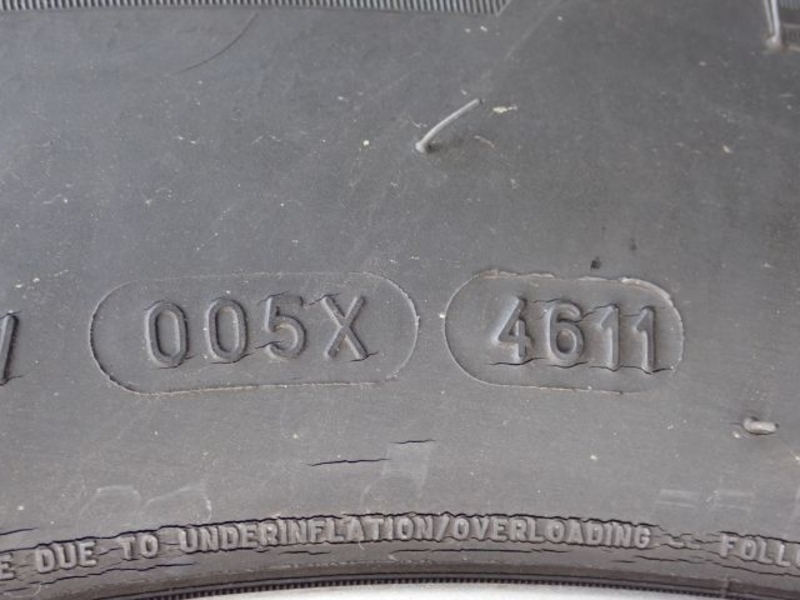 005X 4611
DUE TO UNDERINFLATION/OVERLOADING